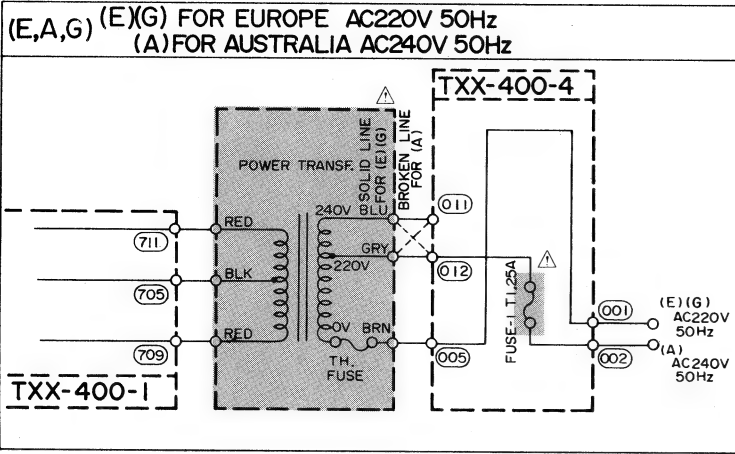 (E,A,G) (E)(G) FOR EUROPE AC220V 50Hz
(A) FOR AUSTRALIA AC240V 50Hz
TXX-400-4
POWER TRANSF.
SOLID LINE
FOR (E)(G)
BROKEN LINE
FOR (A)
240V BLU
011
RED
711
GRY
220V
012
BLK
705
FUSE-1 T1.25A
001
(E)(G)
AC220V
50Hz
RED
709
0V BRN
005
002
(A)
AC240V
50Hz
TH.
FUSE
TXX-400-1